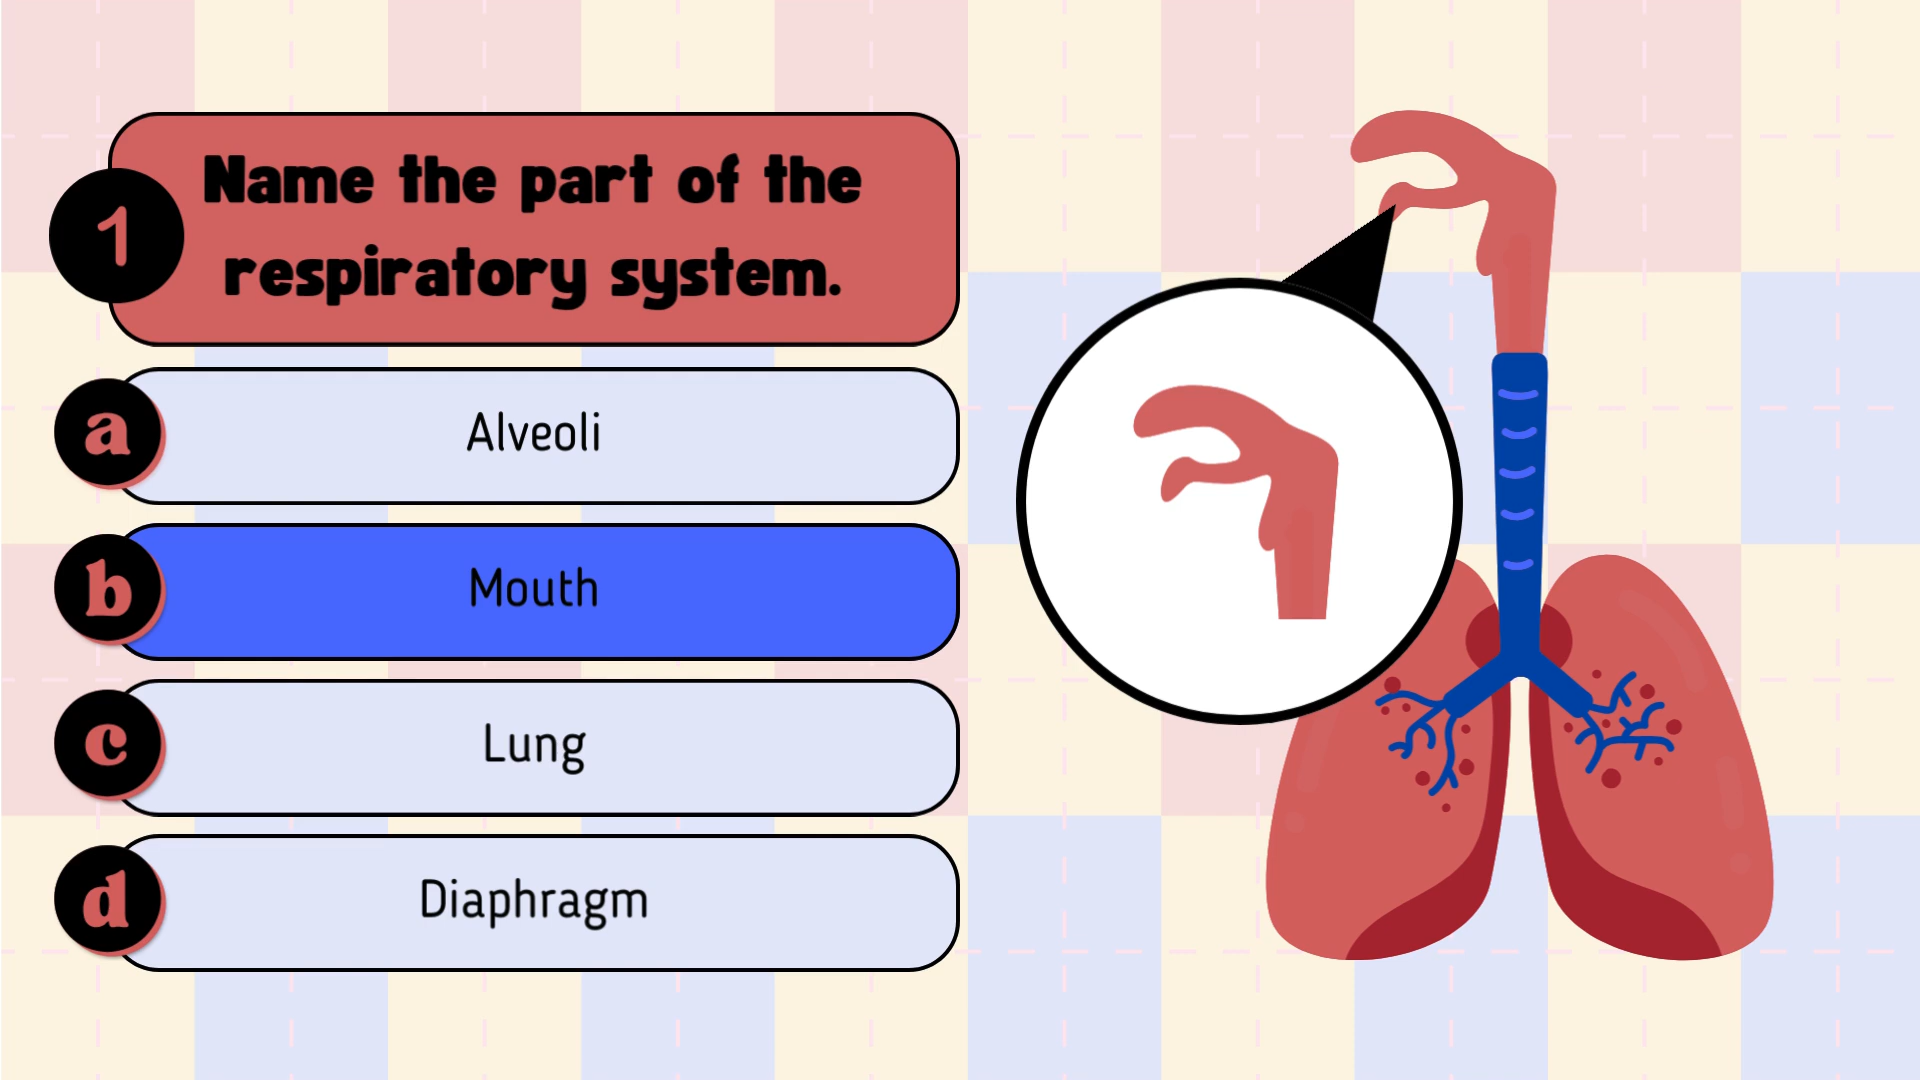 1
Name the part of the
respiratory system.
a
Alveoli
b
Mouth
c
Lung
d
Diaphragm